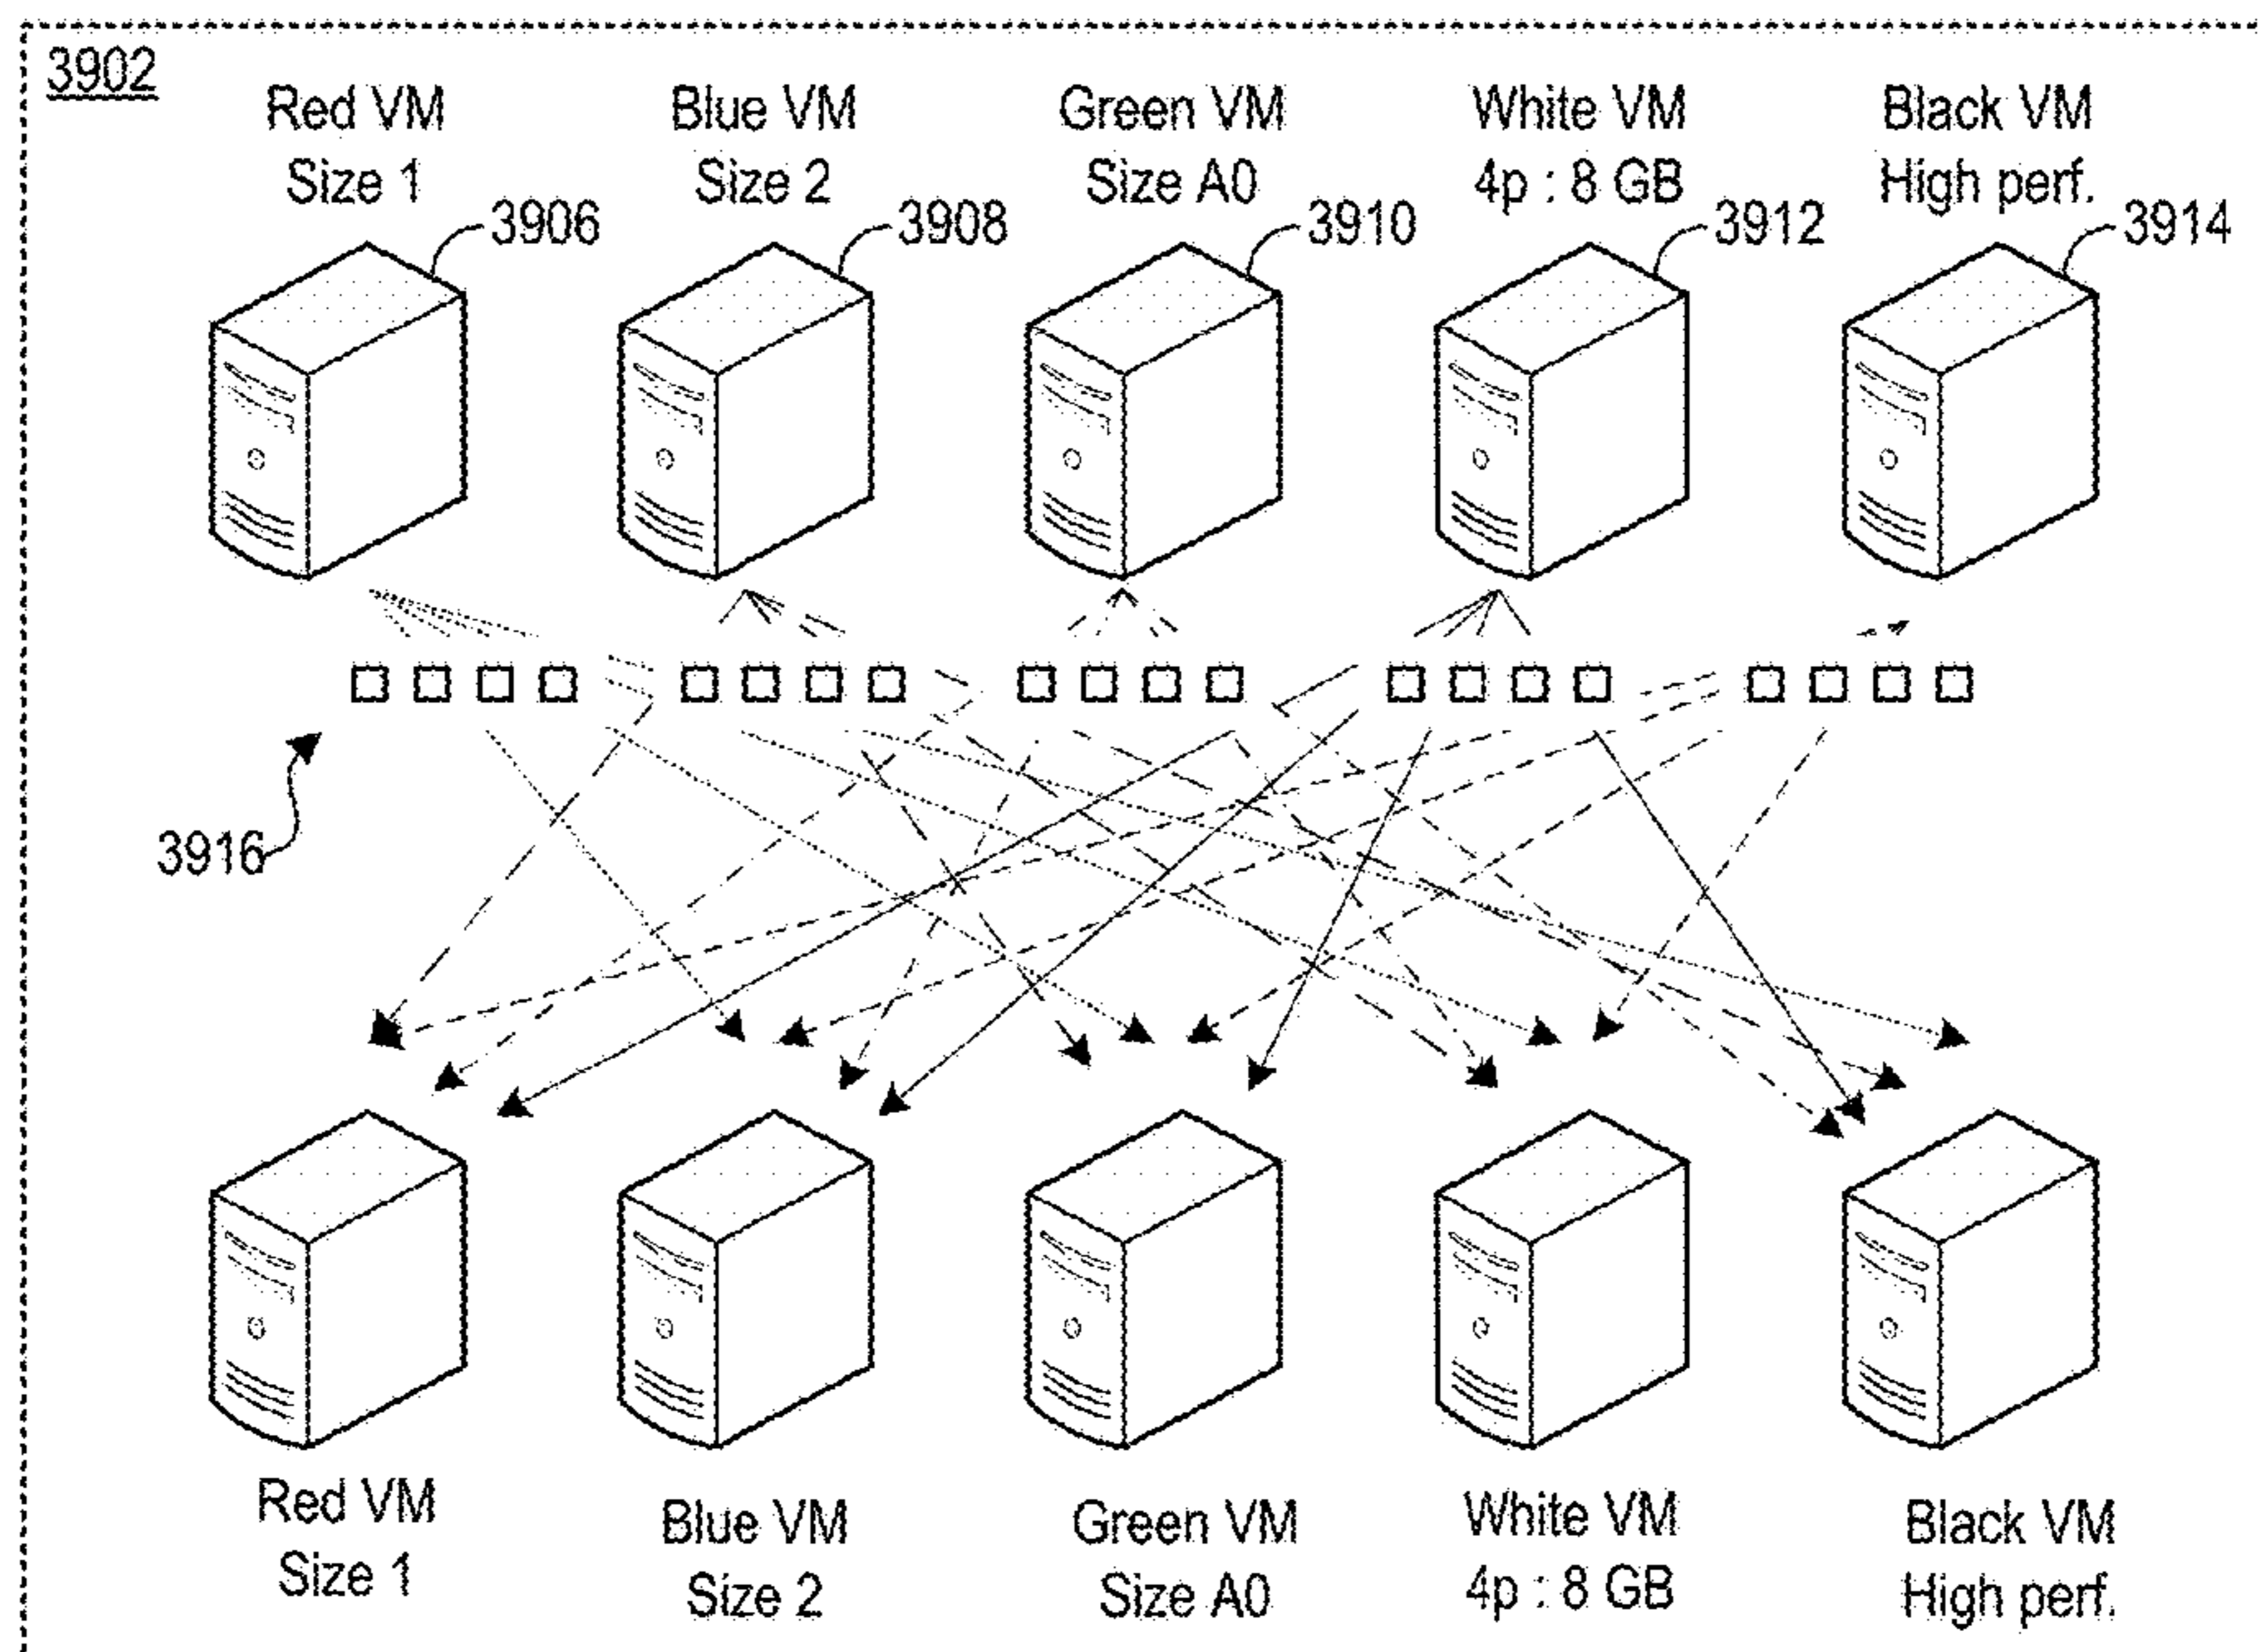 3902
Red VM
Size 1
Blue VM
Size 2
Green VM
Size A0
White VM
4p : 8 GB
Black VM
High perf.
3906
3908
3910
3912
3914
3916
Red VM
Size 1
Blue VM
Size 2
Green VM
Size A0
White VM
4p : 8 GB
Black VM
High perf.